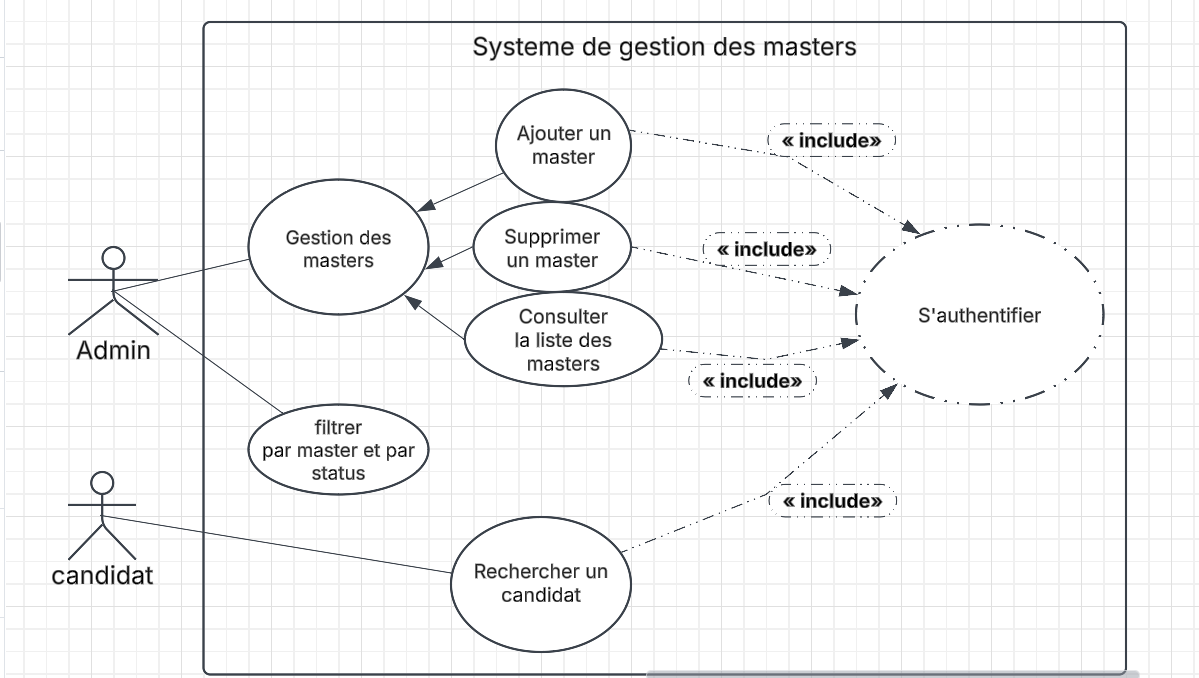 Systeme de gestion des masters
Ajouter un
master
« include»
Gestion des
masters
Supprimer
un master
« include»
S'authentifier
Consulter
la liste des
masters
« include»
Admin
filtrer
par master et par
status
« include»
candidat
Rechercher un
candidat